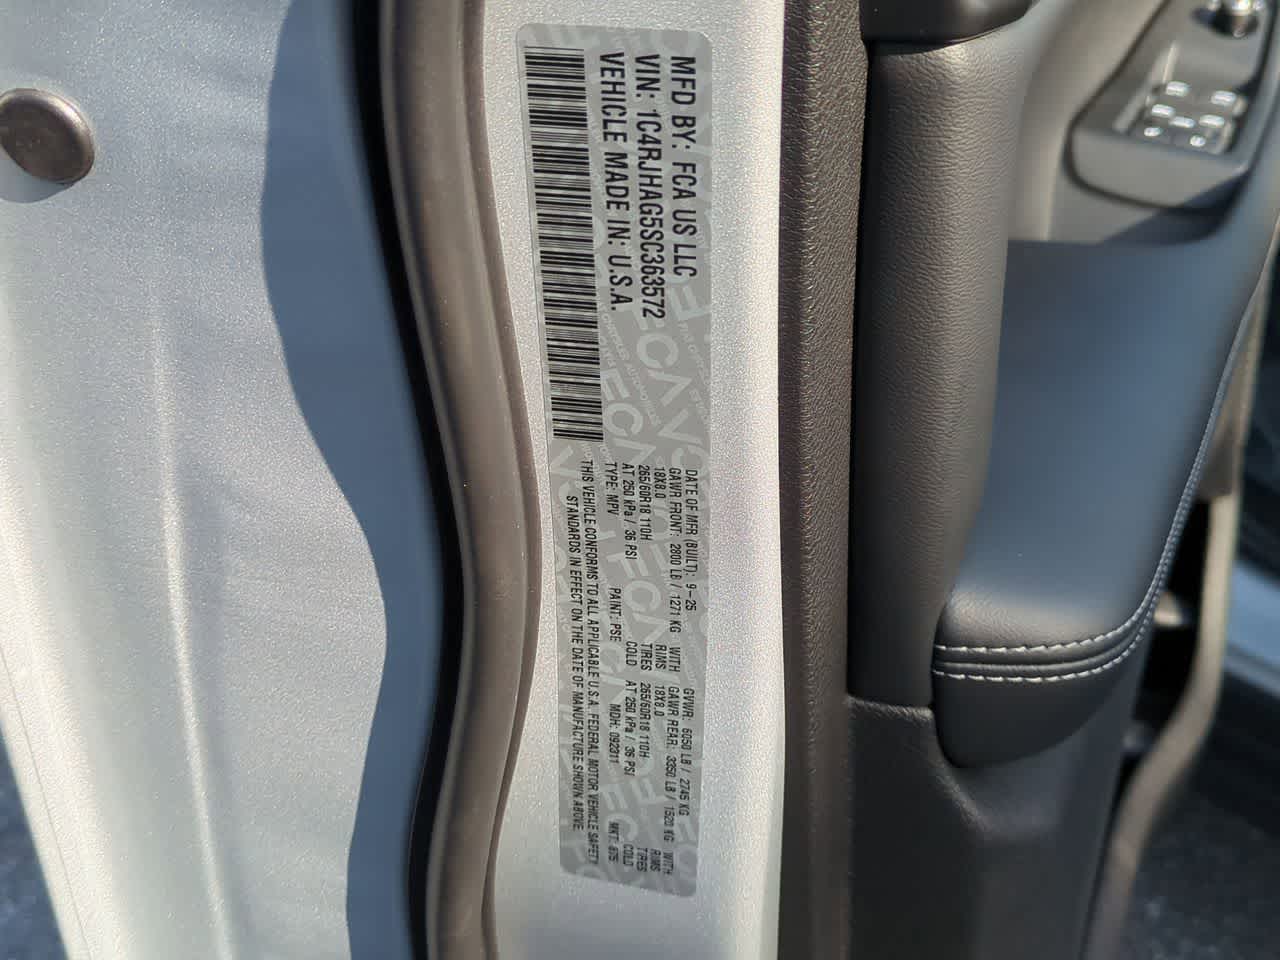 MFD BY: FCA US LLC
VIN: 1C4RJHAG5SC363572
VEHICLE MADE IN: U.S.A.
DATE OF MFR (BUILT): 9-25 GVWR: 6050 LB / 2745 KG
GAWR FRONT: 2800 LB / 1271 KG WITH GAWR REAR: 3350 LB / 1520 KG WITH
18X8.0 RIMS 18X8.0 RIMS
265/60R18 110H TIRES 265/60R18 110H TIRES
AT 250 kPa / 36 PSI COLD AT 250 kPa / 36 PSI COLD
TYPE: MPV PAINT: PSE MDH: 092311 MKT: 875
THIS VEHICLE CONFORMS TO ALL APPLICABLE U.S.A. FEDERAL MOTOR VEHICLE SAFETY
STANDARDS IN EFFECT ON THE DATE OF MANUFACTURE SHOWN ABOVE.